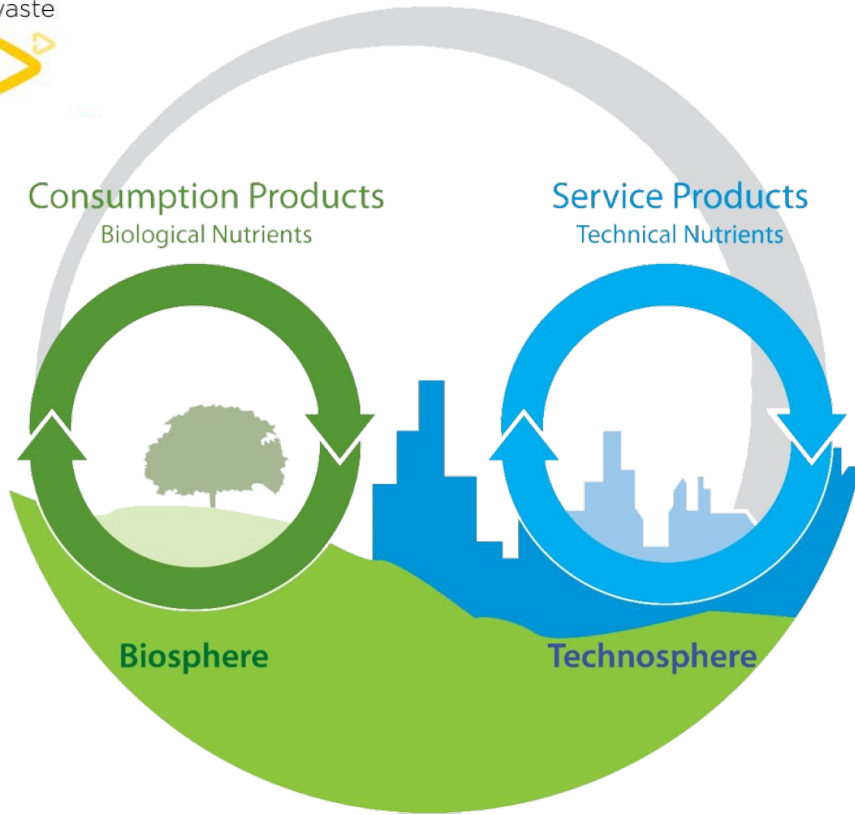 waste
Consumption Products
Biological Nutrients
Service Products
Technical Nutrients
Biosphere
Technosphere